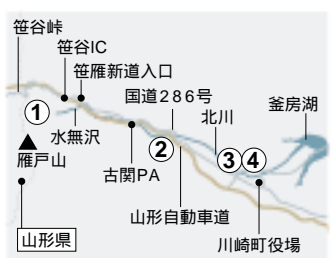 笹谷峠
笹谷IC
笹雁新道入口
国道286号
北川
釜房湖
①
水無沢
雁戸山
古関PA
②
③④
山形自動車道
山形県
川崎町役場